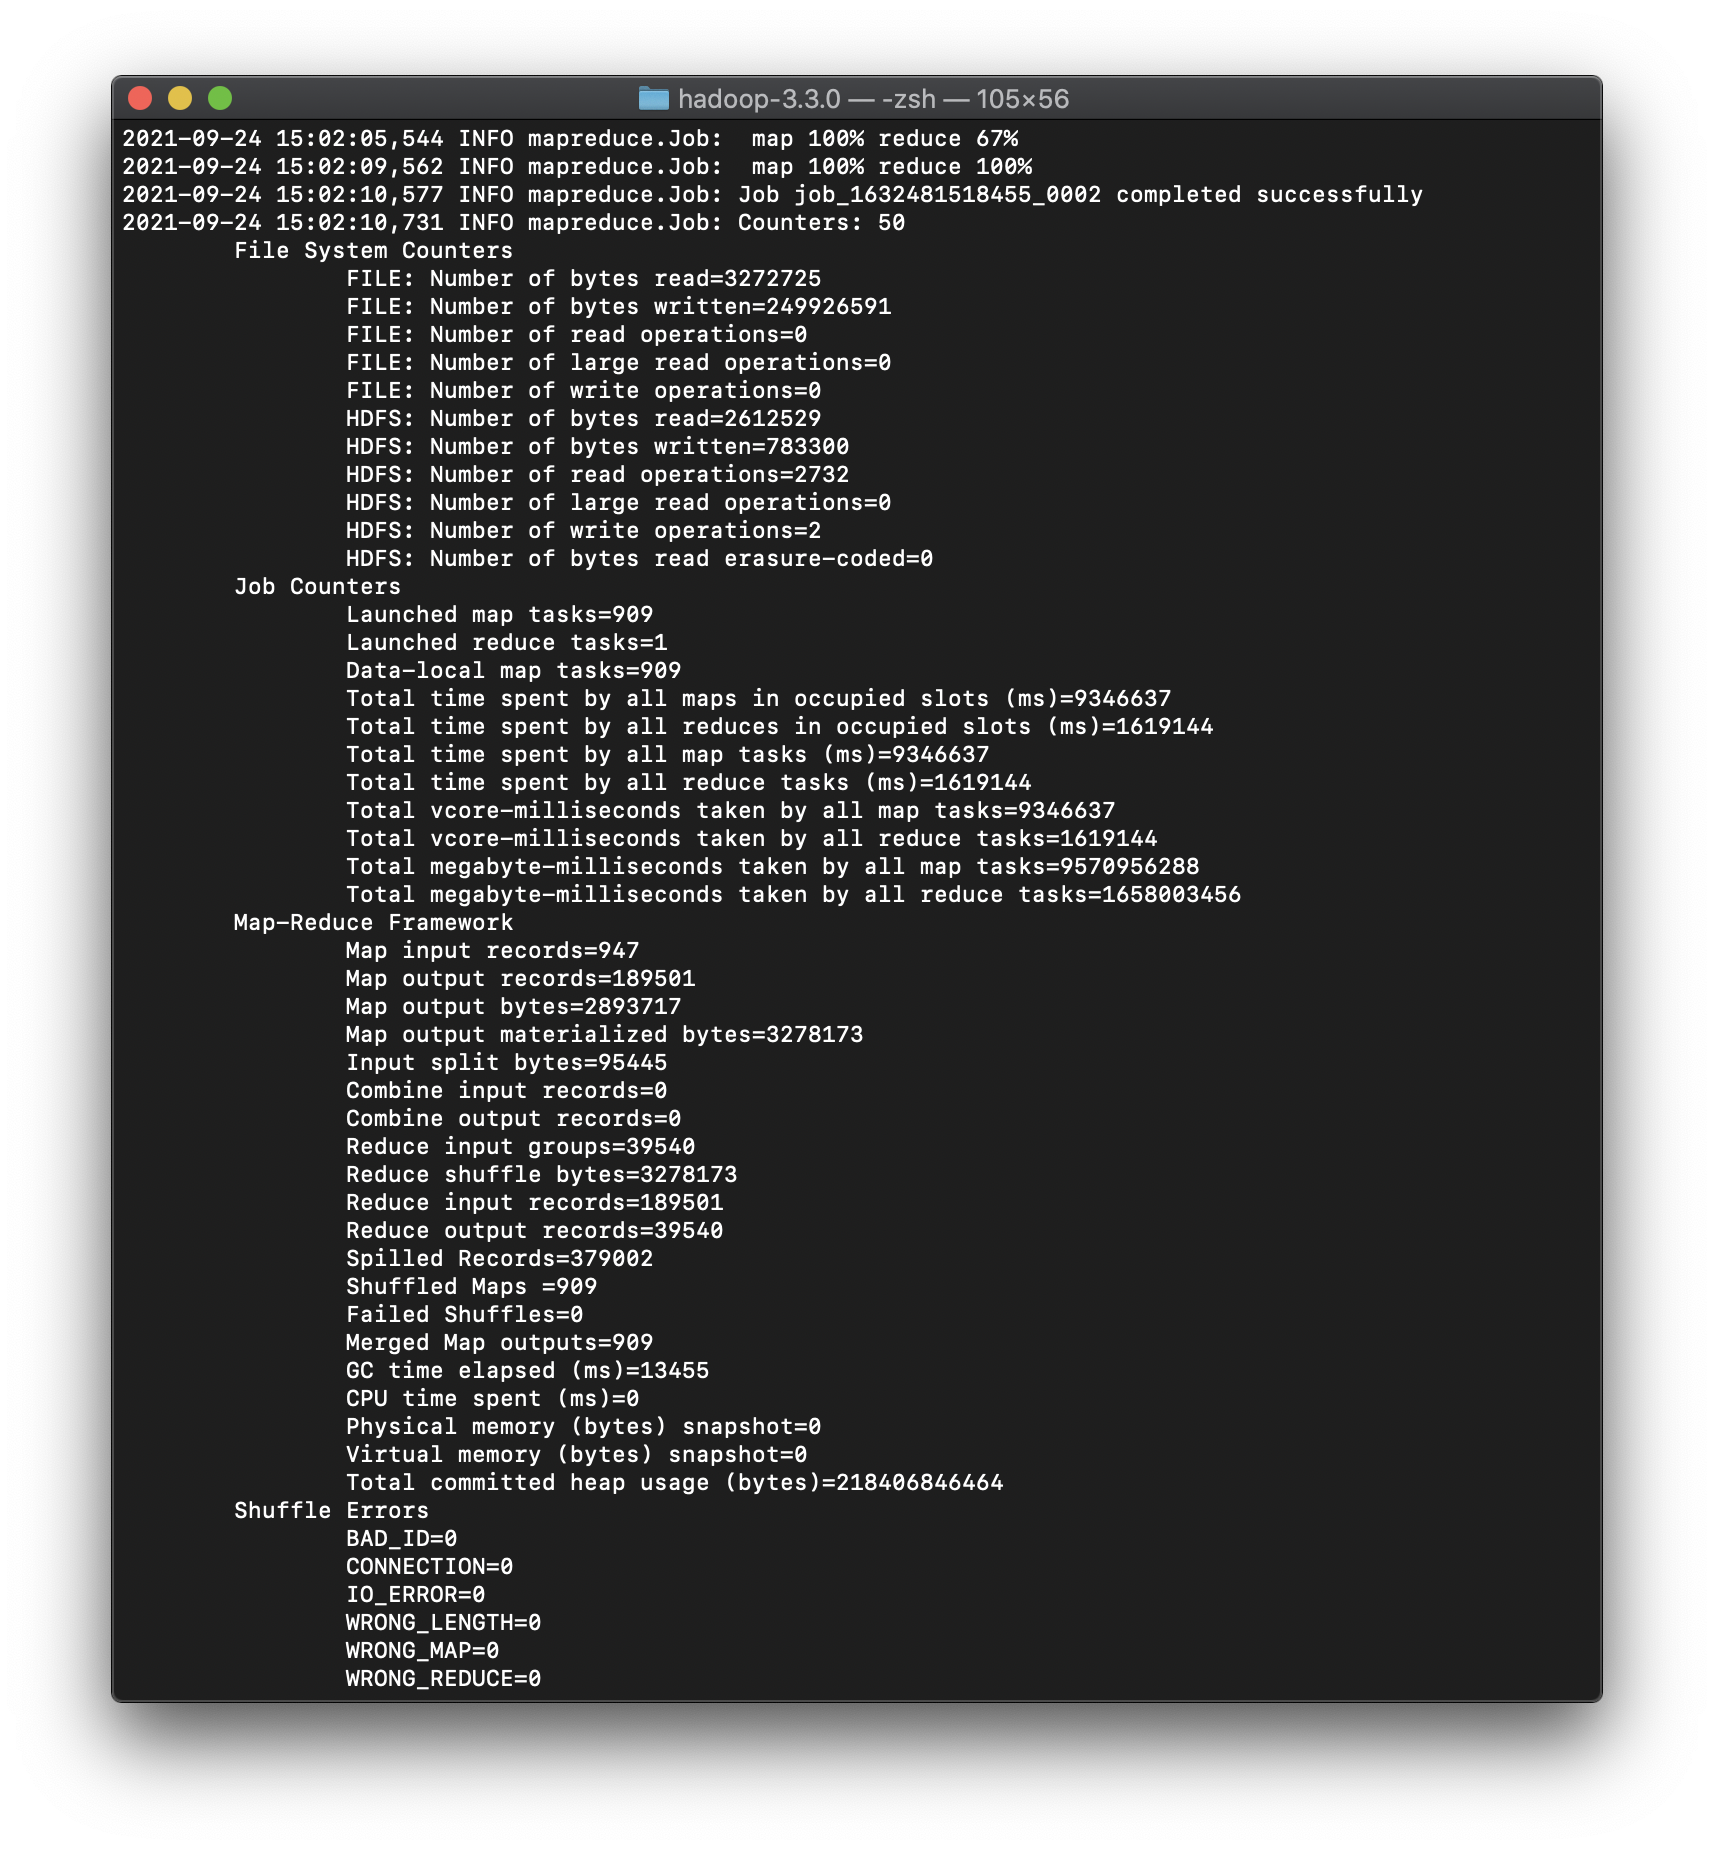 hadoop-3.3.0 — -zsh — 105×56
2021-09-24 15:02:05,544 INFO mapreduce.Job:  map 100% reduce 67%
2021-09-24 15:02:09,562 INFO mapreduce.Job:  map 100% reduce 100%
2021-09-24 15:02:10,577 INFO mapreduce.Job: Job job_1632481518455_0002 completed successfully
2021-09-24 15:02:10,731 INFO mapreduce.Job: Counters: 50
File System Counters
FILE: Number of bytes read=3272725
FILE: Number of bytes written=249926591
FILE: Number of read operations=0
FILE: Number of large read operations=0
FILE: Number of write operations=0
HDFS: Number of bytes read=2612529
HDFS: Number of bytes written=783300
HDFS: Number of read operations=2732
HDFS: Number of large read operations=0
HDFS: Number of write operations=2
HDFS: Number of bytes read erasure-coded=0
Job Counters
Launched map tasks=909
Launched reduce tasks=1
Data-local map tasks=909
Total time spent by all maps in occupied slots (ms)=9346637
Total time spent by all reduces in occupied slots (ms)=1619144
Total time spent by all map tasks (ms)=9346637
Total time spent by all reduce tasks (ms)=1619144
Total vcore-milliseconds taken by all map tasks=9346637
Total vcore-milliseconds taken by all reduce tasks=1619144
Total megabyte-milliseconds taken by all map tasks=9570956288
Total megabyte-milliseconds taken by all reduce tasks=1658003456
Map-Reduce Framework
Map input records=947
Map output records=189501
Map output bytes=2893717
Map output materialized bytes=3278173
Input split bytes=95445
Combine input records=0
Combine output records=0
Reduce input groups=39540
Reduce shuffle bytes=3278173
Reduce input records=189501
Reduce output records=39540
Spilled Records=379002
Shuffled Maps =909
Failed Shuffles=0
Merged Map outputs=909
GC time elapsed (ms)=13455
CPU time spent (ms)=0
Physical memory (bytes) snapshot=0
Virtual memory (bytes) snapshot=0
Total committed heap usage (bytes)=218406846464
Shuffle Errors
BAD_ID=0
CONNECTION=0
IO_ERROR=0
WRONG_LENGTH=0
WRONG_MAP=0
WRONG_REDUCE=0